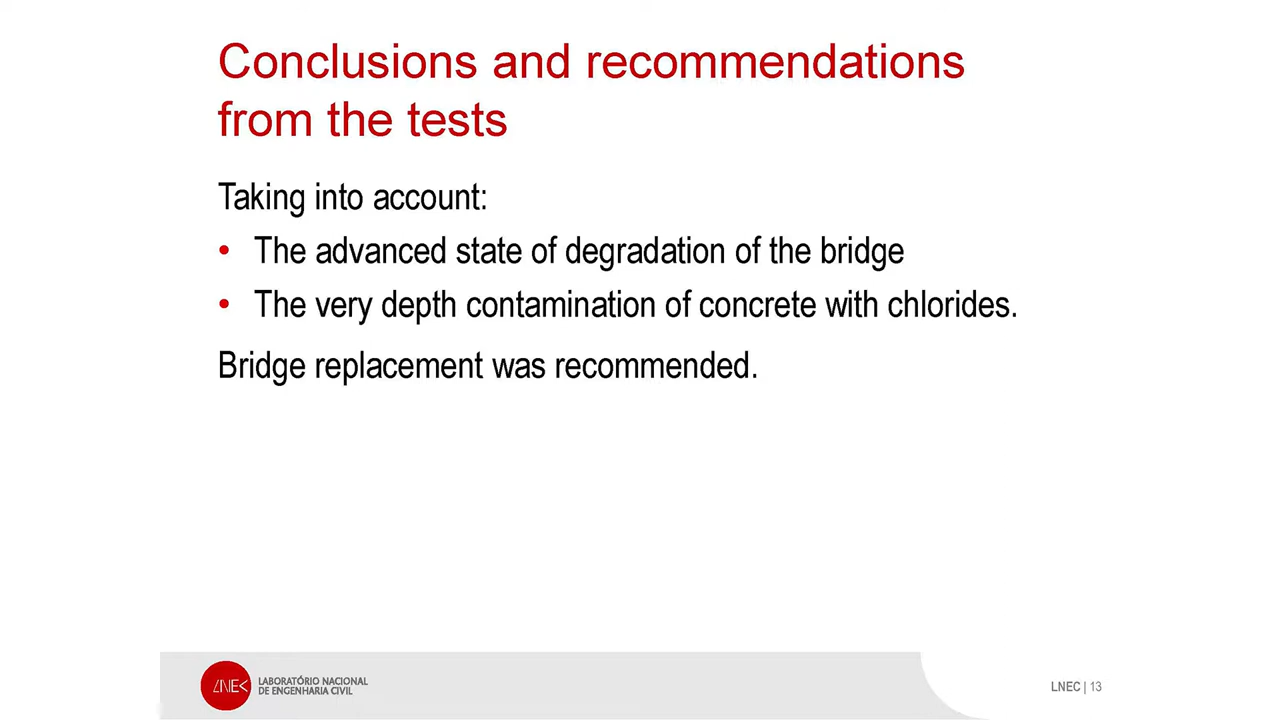 Conclusions and recommendations
from the tests
Taking into account:
• The advanced state of degradation of the bridge
• The very depth contamination of concrete with chlorides.
Bridge replacement was recommended.
LNEC
LABORATÓRIO NACIONAL
DE ENGENHARIA CIVIL
LNEC | 13